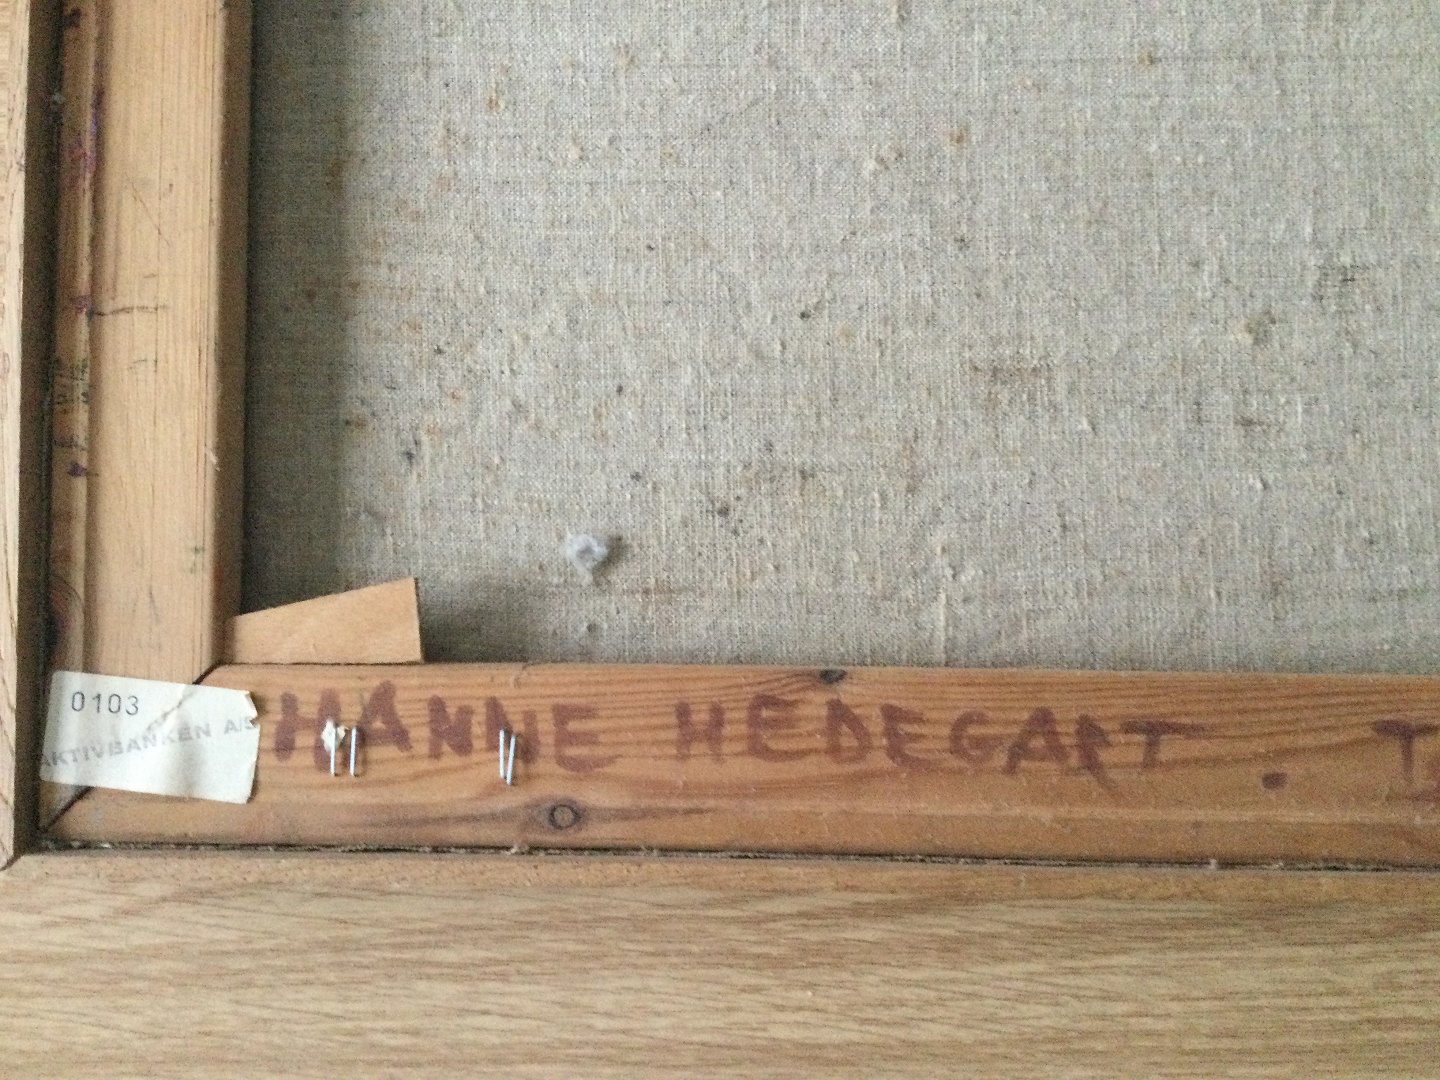 0103
AKTIVBANKEN A/S
HANNE HEDEGART . T